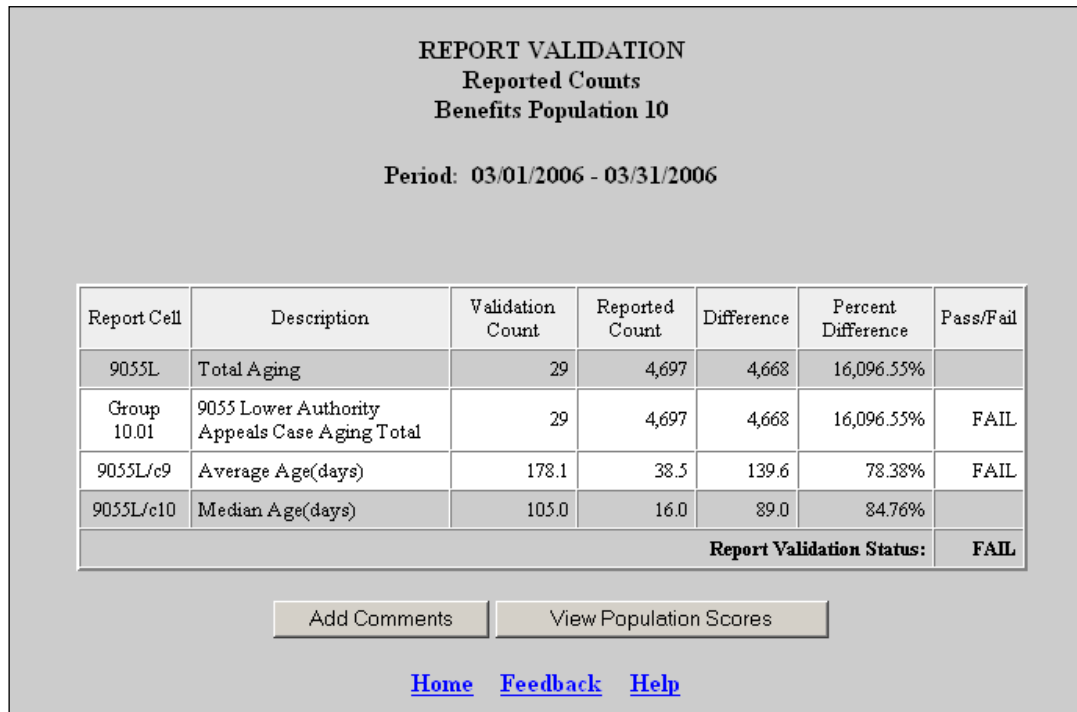 REPORT VALIDATION
Reported Counts
Benefits Population 10
Period: 03/01/2006 - 03/31/2006
Report Cell Description Validation Count Reported Count Difference Percent Difference Pass/Fail
9055L Total Aging 29 4,697 4,668 16,096.55%
Group 10.01 9055 Lower Authority Appeals Case Aging Total 29 4,697 4,668 16,096.55% FAIL
9055L/c9 Average Age(days) 178.1 38.5 139.6 78.38% FAIL
9055L/c10 Median Age(days) 105.0 16.0 89.0 84.76%
Report Validation Status: FAIL
Add Comments View Population Scores
Home Feedback Help